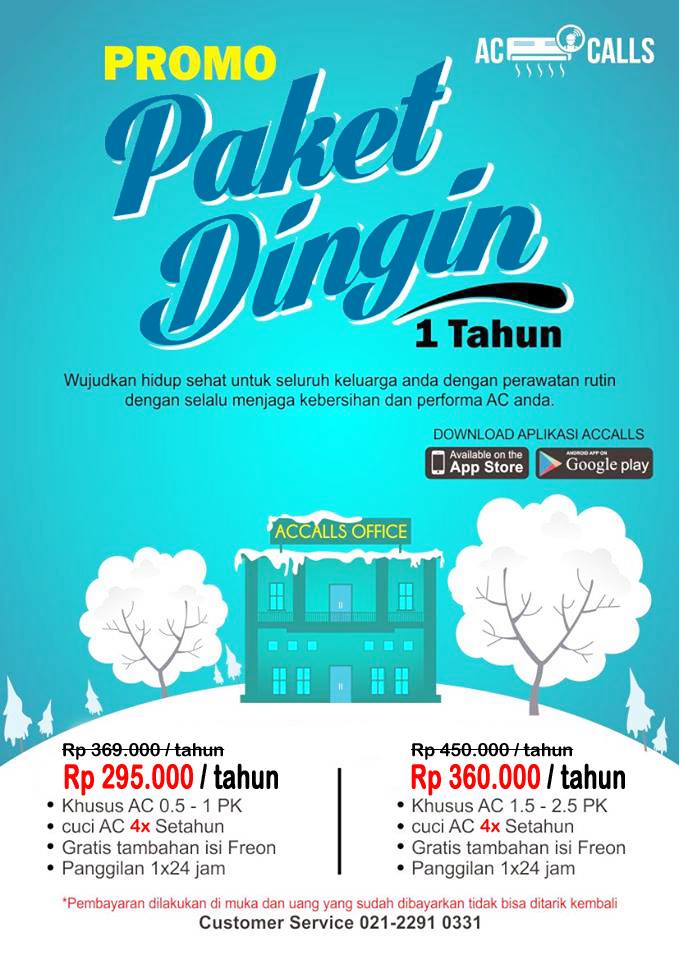 PROMO
AC CALLS
Paket
Dingin
1 Tahun
Wujudkan hidup sehat untuk seluruh keluarga anda dengan perawatan rutin
dengan selalu menjaga kebersihan dan performa AC anda.
DOWNLOAD APLIKASI ACCALLS
Available on the
App Store
ANDROID APP ON
Google play
ACCALLS OFFICE
Rp 369.000 / tahun
Rp 295.000 / tahun
• Khusus AC 0.5 - 1 PK
• cuci AC 4x Setahun
• Gratis tambahan isi Freon
• Panggilan 1x24 jam
Rp 450.000 / tahun
Rp 360.000 / tahun
• Khusus AC 1.5 - 2.5 PK
• cuci AC 4x Setahun
• Gratis tambahan isi Freon
• Panggilan 1x24 jam
*Pembayaran dilakukan di muka dan uang yang sudah dibayarkan tidak bisa ditarik kembali
Customer Service 021-2291 0331